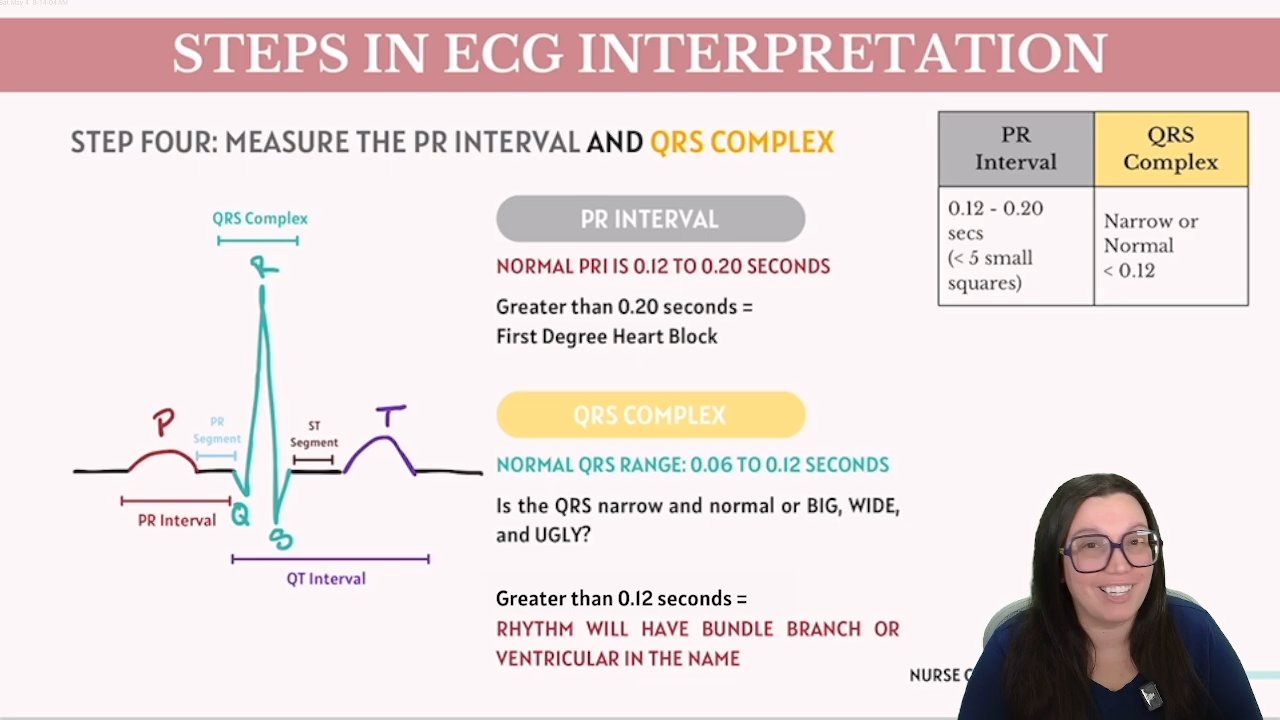 STEPS IN ECG INTERPRETATION
STEP FOUR: MEASURE THE PR INTERVAL AND QRS COMPLEX
PR
Interval
QRS
Complex
0.12 - 0.20
secs
(< 5 small
squares)
Narrow or
Normal
< 0.12
QRS Complex
R
P
PR
Segment
ST
Segment
T
PR Interval
Q
S
QT Interval
PR INTERVAL
NORMAL PRI IS 0.12 TO 0.20 SECONDS
Greater than 0.20 seconds =
First Degree Heart Block
QRS COMPLEX
NORMAL QRS RANGE: 0.06 TO 0.12 SECONDS
Is the QRS narrow and normal or BIG, WIDE,
and UGLY?
Greater than 0.12 seconds =
RHYTHM WILL HAVE BUNDLE BRANCH OR
VENTRICULAR IN THE NAME
NURSE